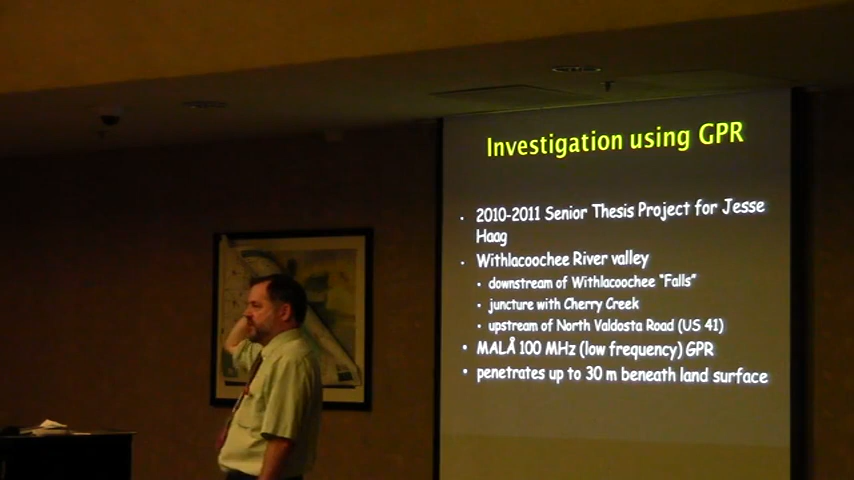 Investigation using GPR
• 2010-2011 Senior Thesis Project for Jesse
Haag
• Withlacoochee River valley
• downstream of Withlacoochee "Falls"
• juncture with Cherry Creek
• upstream of North Valdosta Road (US 41)
• MALÅ 100 MHz (low frequency) GPR
• penetrates up to 30 m beneath land surface